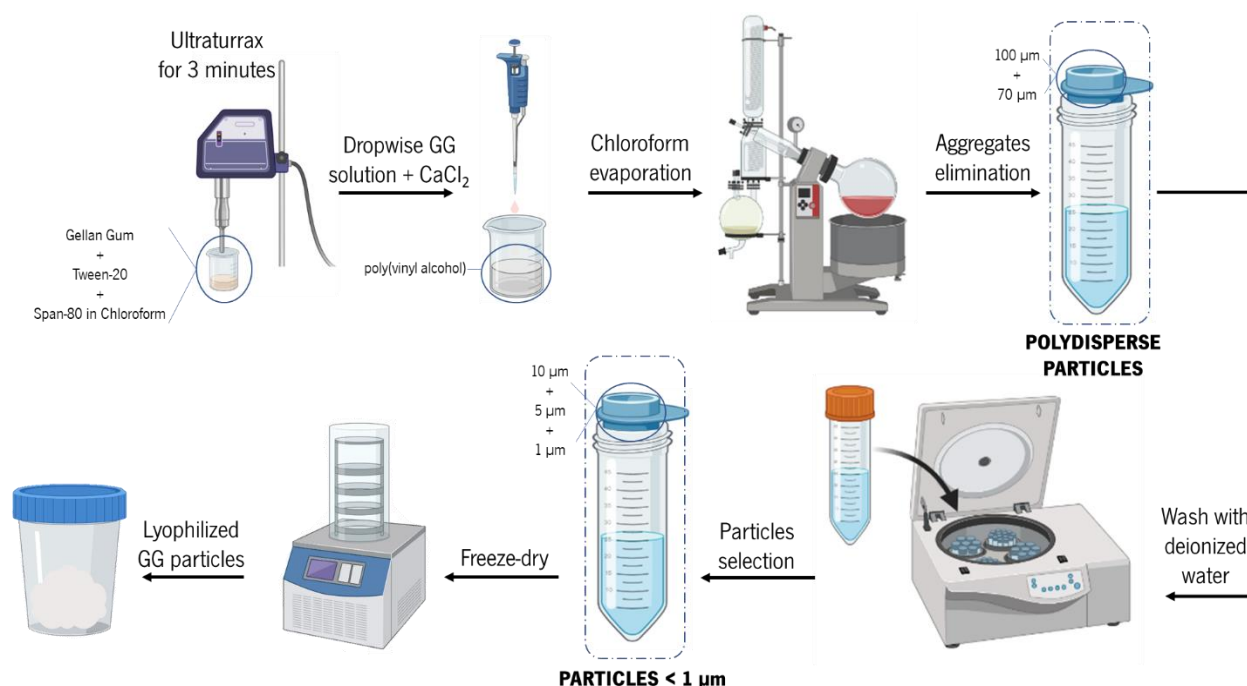 Ultraturrax
for 3 minutes
Gellan Gum
+
Tween-20
+
Span-80 in Chloroform
Dropwise GG
solution + CaCl₂
poly(vinyl alcohol)
Chloroform
evaporation
Aggregates
elimination
100 µm
+
70 µm
POLYDISPERSE
PARTICLES
Wash with
deionized
water
Particles
selection
10 µm
+
5 µm
+
1 µm
PARTICLES < 1 µm
Freeze-dry
Lyophilized
GG particles